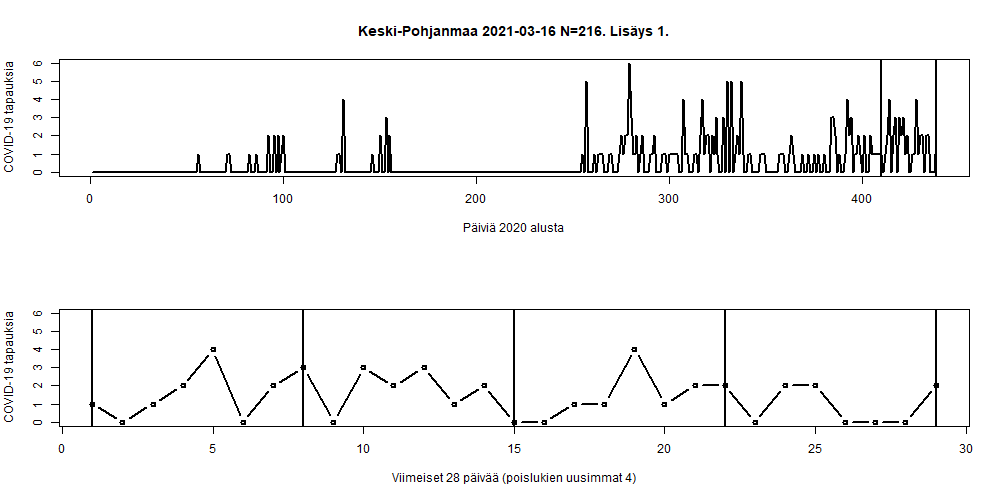 Keski-Pohjanmaa 2021-03-16 N=216. Lisäys 1.
COVID-19 tapauksia
0 1 2 3 4 5 6
0 100 200 300 400
Päiviä 2020 alusta
COVID-19 tapauksia
0 1 2 3 4 5 6
0 5 10 15 20 25 30
Viimeiset 28 päivää (poislukien uusimmat 4)